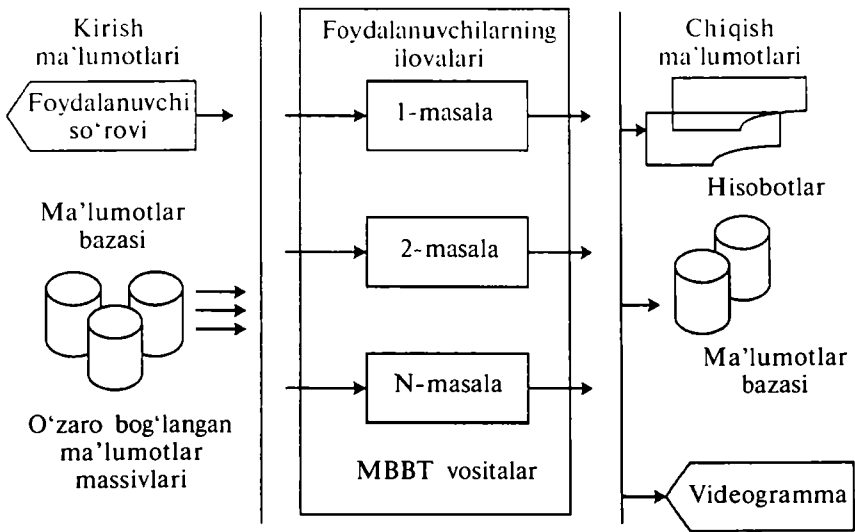 Kirish
ma'lumotlari
Foydalanuvchi
so‘rovi
Ma’lumotlar
bazasi
O‘zaro bog‘langan
ma’lumotlar
massivlari
Foydalanuvchilarning
ilovalari
1-masala
2-masala
N-masala
MBBT vositalar
Chiqish
ma'lumotlari
Hisobotlar
Ma’lumotlar
bazasi
Videogramma